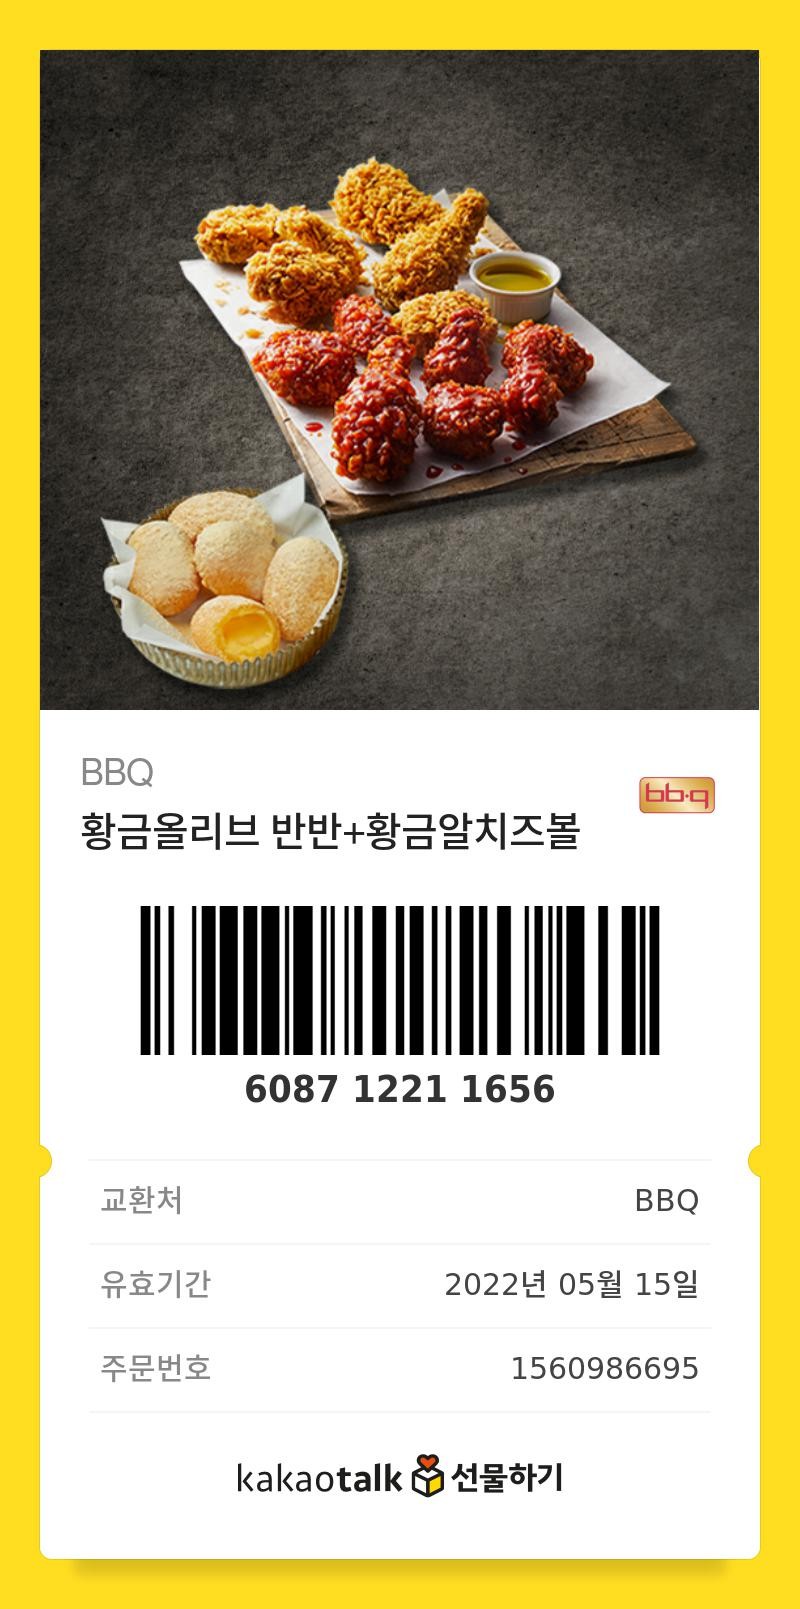 BBQ
bb·q
황금올리브 반반+황금알치즈볼
6087 1221 1656
교환처 BBQ
유효기간 2022년 05월 15일
주문번호 1560986695
kakaotalk 선물하기